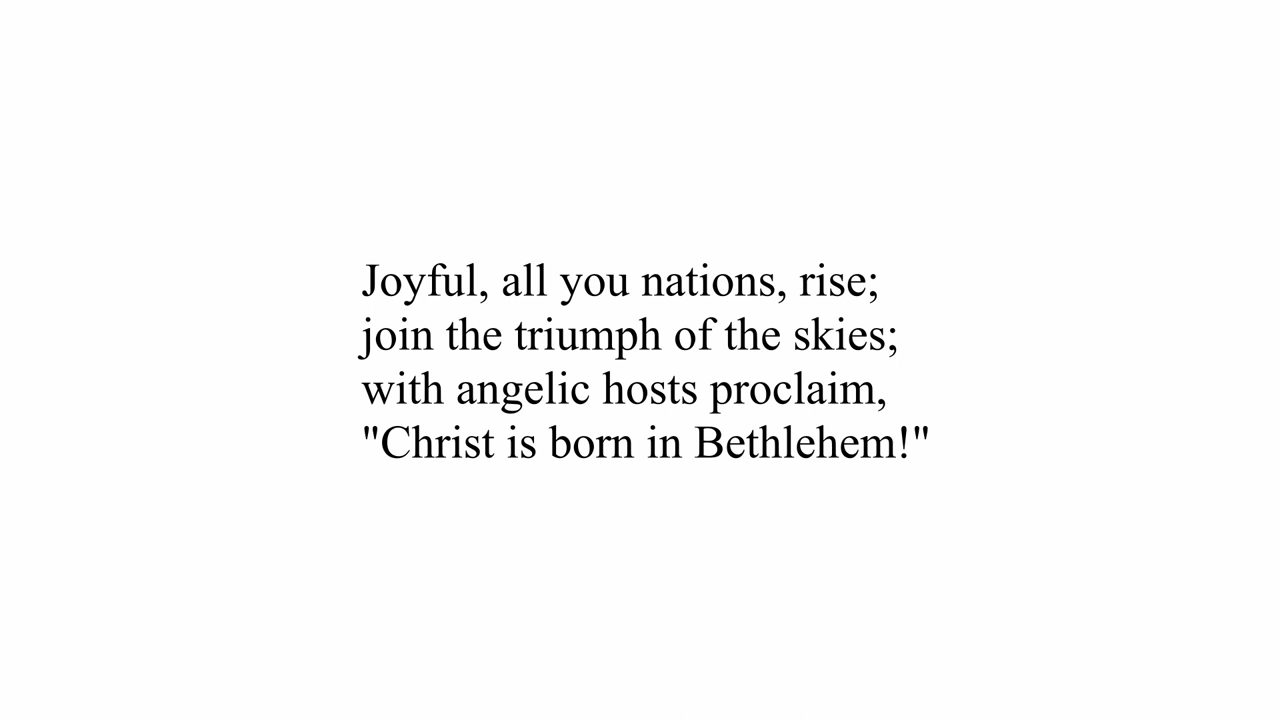 Joyful, all you nations, rise;
join the triumph of the skies;
with angelic hosts proclaim,
"Christ is born in Bethlehem!"